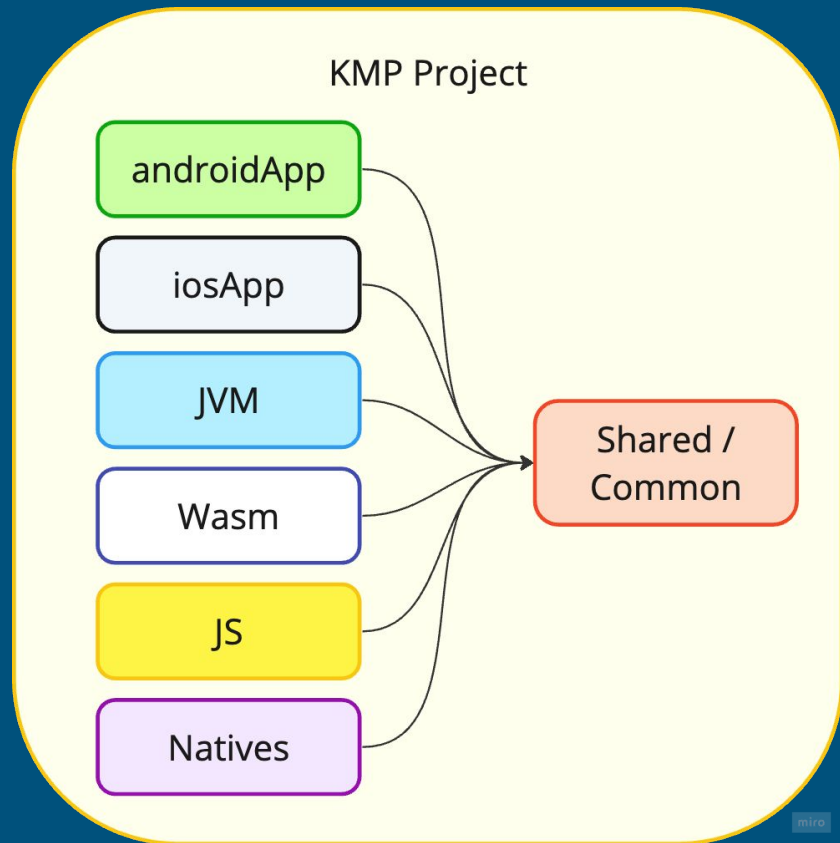 KMP Project
androidApp
iosApp
JVM
Wasm
JS
Natives
Shared /
Common
miro